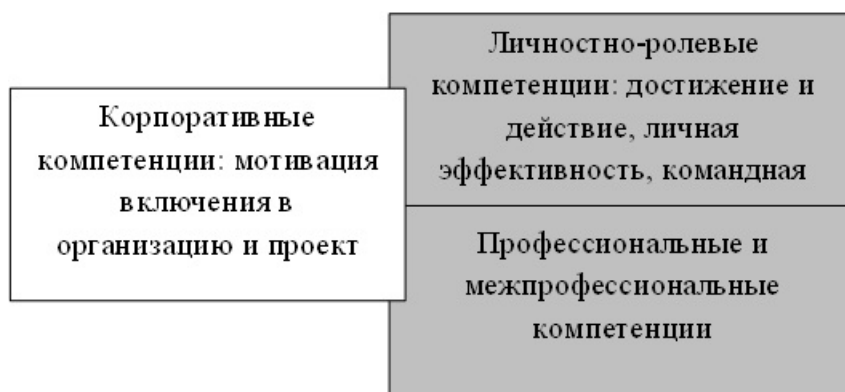 Корпоративные
компетенции: мотивация
включения в
организацию и проект
Личностно-ролевые
компетенции: достижение и
действие, личная
эффективность, командная
Профессиональные и
межпрофессиональные
компетенции